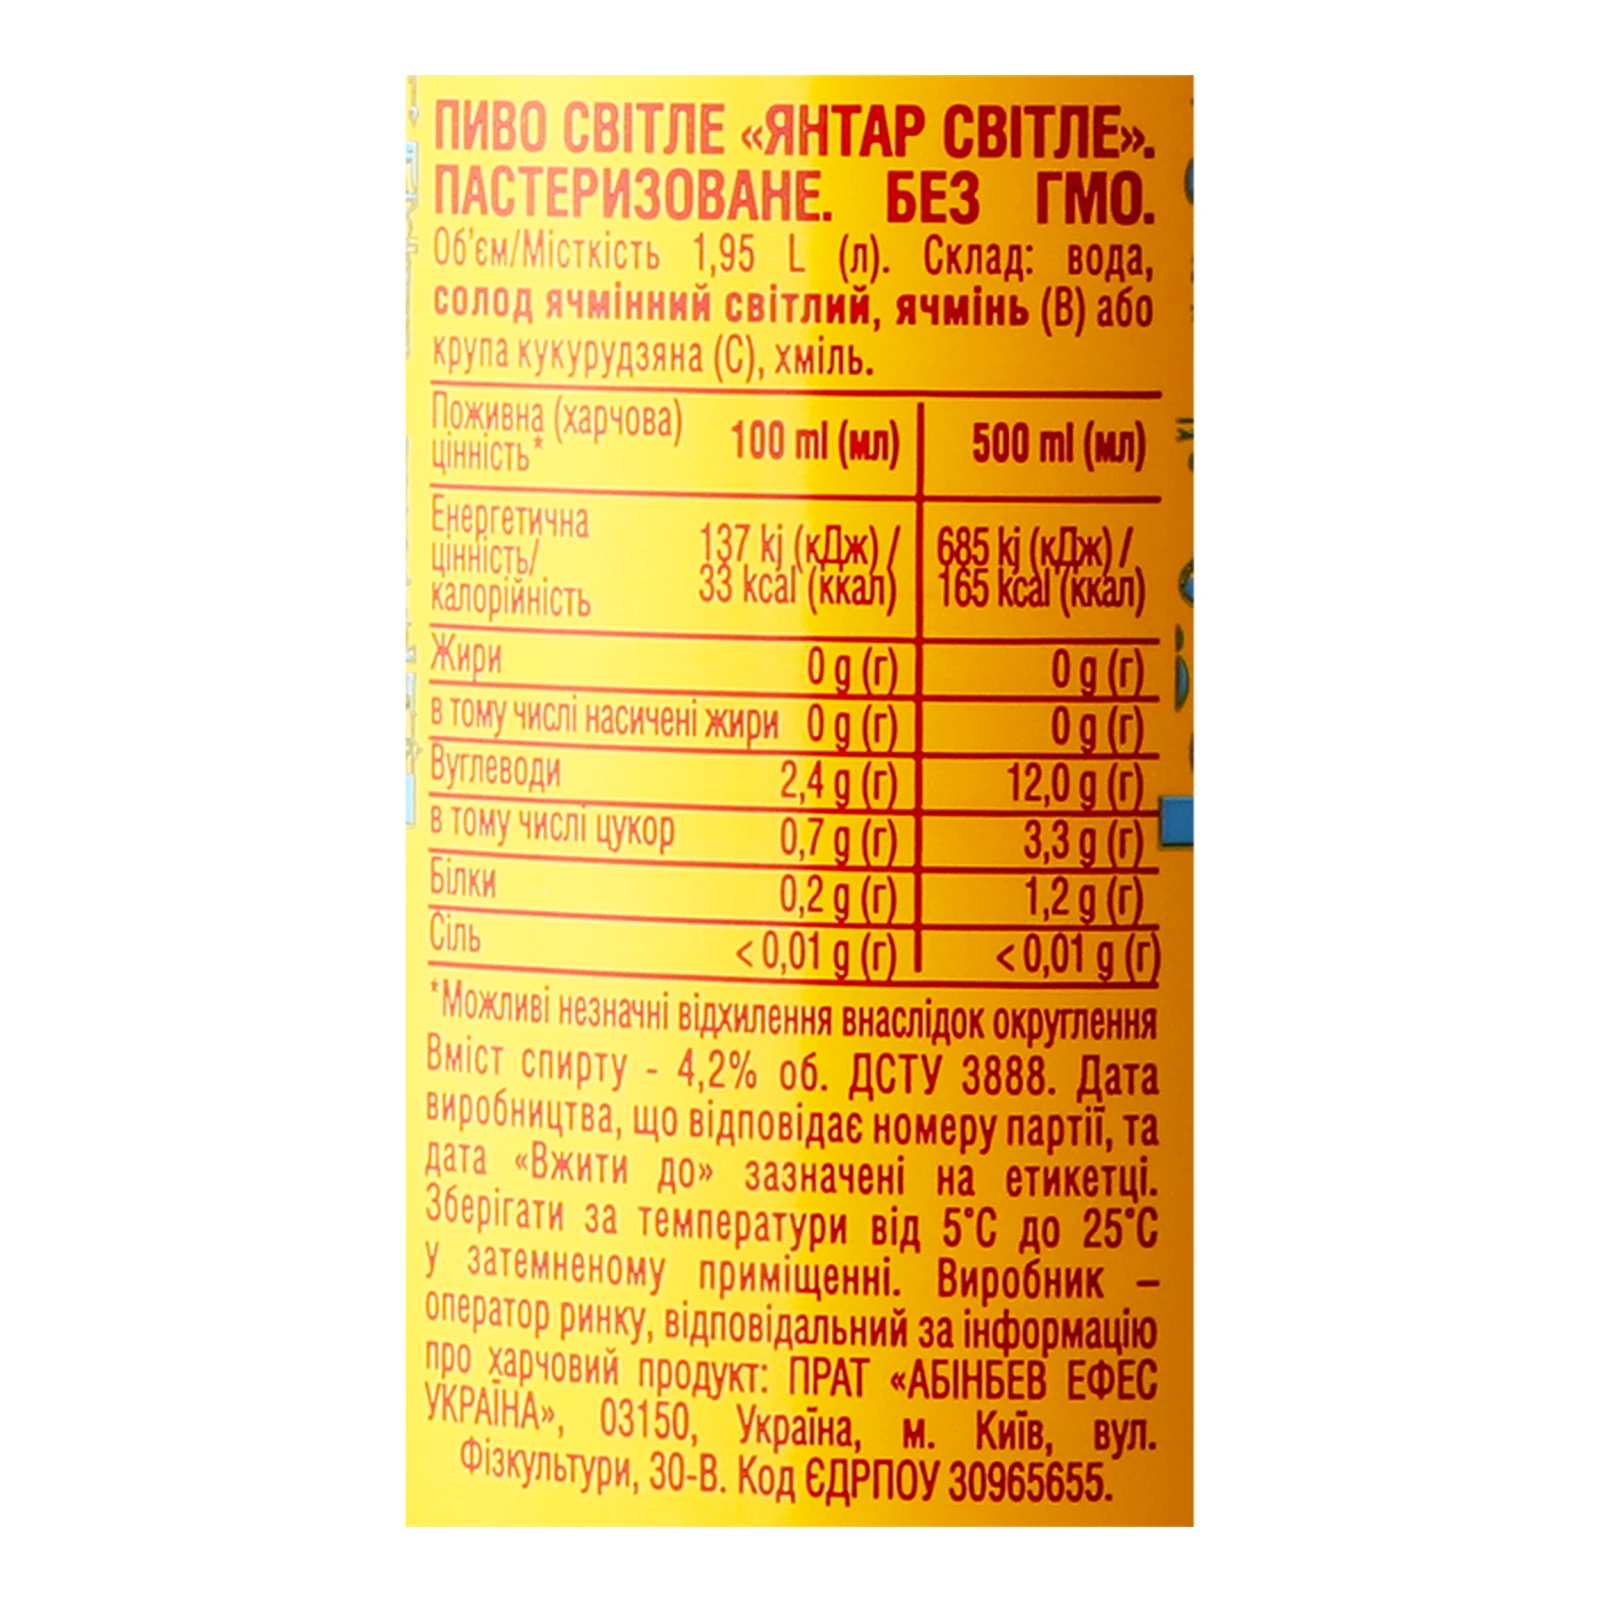 ПИВО СВІТЛЕ «ЯНТАР СВІТЛЕ».
ПАСТЕРИЗОВАНЕ. БЕЗ ГМО.
Об'єм/Місткість 1,95 L (л). Склад: вода,
солод ячмінний світлий, ячмінь (В) або
крупа кукурудзяна (С), хміль.
Поживна (харчова) цінність* 100 ml (мл) 500 ml (мл)
Енергетична цінність/ калорійність 137 kj (кДж) / 33 kcal (ккал) 685 kj (кДж) / 165 kcal (ккал)
Жири 0 g (г) 0 g (г)
в тому числі насичені жири 0 g (г) 0 g (г)
Вуглеводи 2,4 g (г) 12,0 g (г)
в тому числі цукор 0,7 g (г) 3,3 g (г)
Білки 0,2 g (г) 1,2 g (г)
Сіль < 0,01 g (г) < 0,01 g (г)
*Можливі незначні відхилення внаслідок округлення
Вміст спирту - 4,2% об. ДСТУ 3888. Дата
виробництва, що відповідає номеру партії, та
дата «Вжити до» зазначені на етикетці.
Зберігати за температури від 5°С до 25°С
у затемненому приміщенні. Виробник –
оператор ринку, відповідальний за інформацію
про харчовий продукт: ПРАТ «АБІНБЕВ ЕФЕС
УКРАЇНА», 03150, Україна, м. Київ, вул.
Фізкультури, 30-В. Код ЄДРПОУ 30965655.